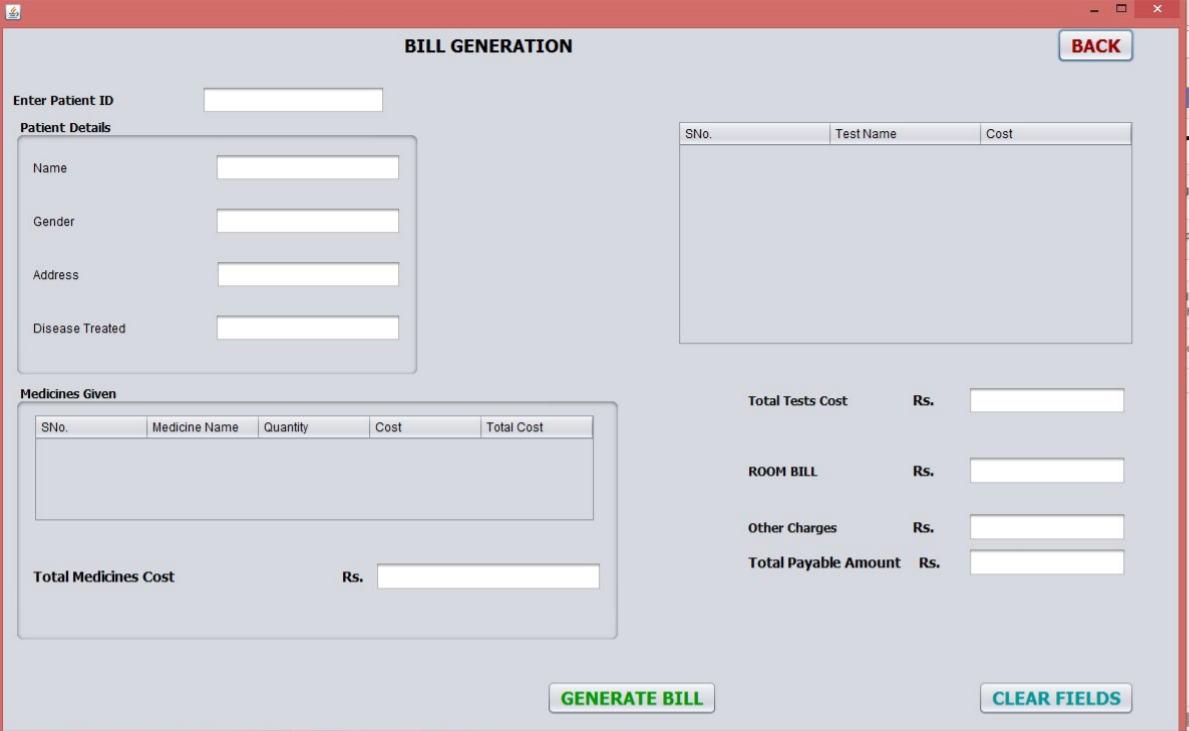 BILL GENERATION
BACK
Enter Patient ID
Patient Details
Name
Gender
Address
Disease Treated
SNo. Test Name Cost
Medicines Given
SNo. Medicine Name Quantity Cost Total Cost
Total Medicines Cost Rs.
Total Tests Cost Rs.
ROOM BILL Rs.
Other Charges Rs.
Total Payable Amount Rs.
GENERATE BILL
CLEAR FIELDS